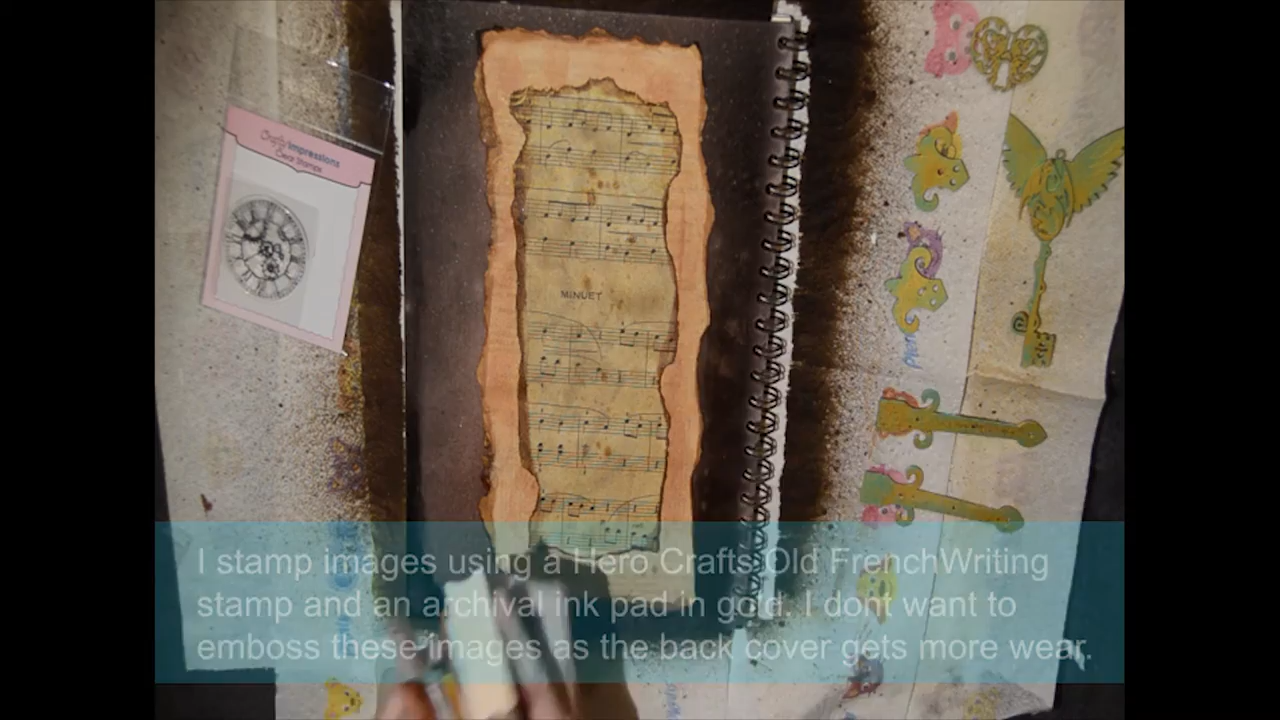 Crafty Impressions
Clear Stamps
MINUET
I stamp images using a Hero Crafts Old FrenchWriting
stamp and an archival ink pad in gold. I dont want to
emboss these images as the back cover gets more wear.